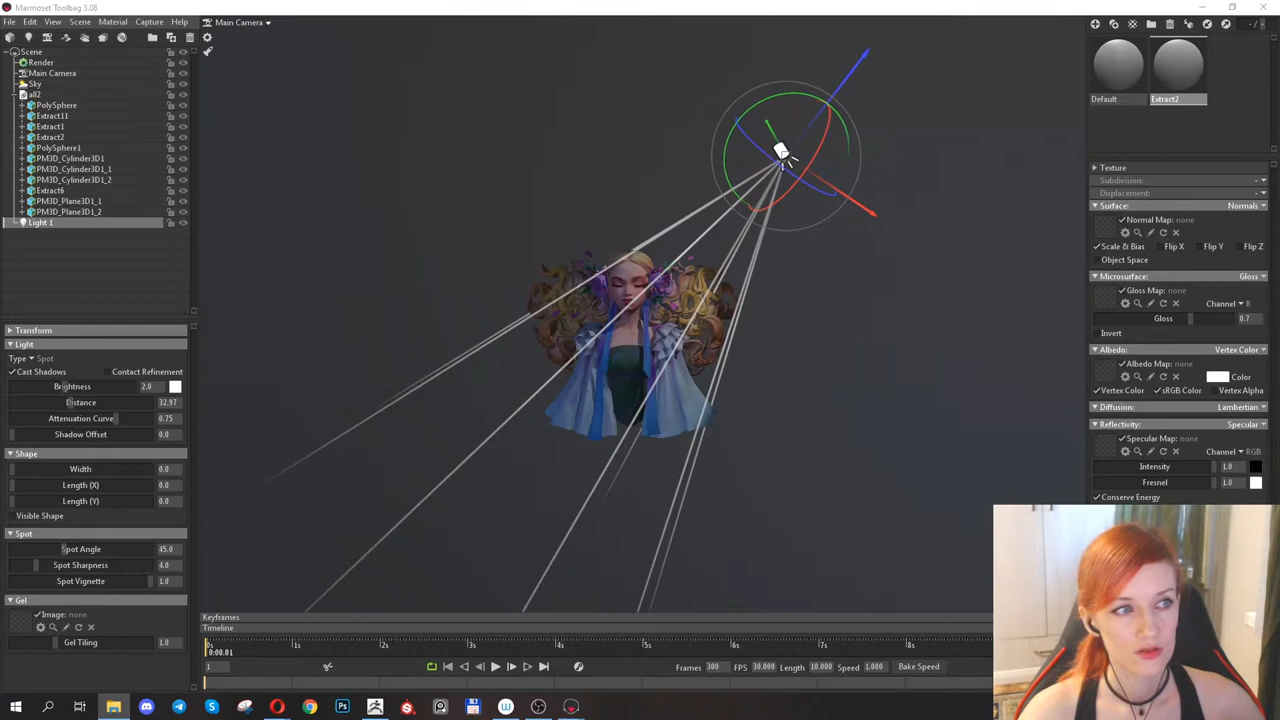 Marmoset Toolbag 3.08
File Edit View Scene Material Capture Help
Main Camera
Scene
Render
Main Camera
Sky
all2
PolySphere
Extract11
Extract1
Extract2
PolySphere1
PM3D_Cylinder3D1
PM3D_Cylinder3D1_1
PM3D_Cylinder3D1_2
Extract6
PM3D_Plane3D1_1
PM3D_Plane3D1_2
Light 1
Transform
Light
Type Spot
Cast Shadows Contact Refinement
Brightness 2.0
Distance 32.97
Attenuation Curve 0.75
Shadow Offset 0.0
Shape
Width 0.0
Length (X) 0.0
Length (Y) 0.0
Visible Shape
Spot
Spot Angle 45.0
Spot Sharpness 4.0
Spot Vignette 1.0
Gel
Image: none
Gel Tiling 1.0
Keyframes
Timeline
0s 1s 2s 3s 4s 5s 6s 7s 8s
0:00.01
1
Frames 300 FPS 30.000 Length 10.000 Speed 1.000 Bake Speed
- /
Default Extract2
Texture
Subdivision:
Displacement:
Surface: Normals
Normal Map: none
Scale & Bias Flip X Flip Y Flip Z
Object Space
Microsurface: Gloss
Gloss Map: none
Channel R
Gloss 0.7
Invert
Albedo: Vertex Color
Albedo Map: none
Color
Vertex Color sRGB Color Vertex Alpha
Diffusion: Lambertian
Reflectivity: Specular
Specular Map: none
Channel RGB
Intensity 1.0
Fresnel 1.0
Conserve Energy
Ps
W